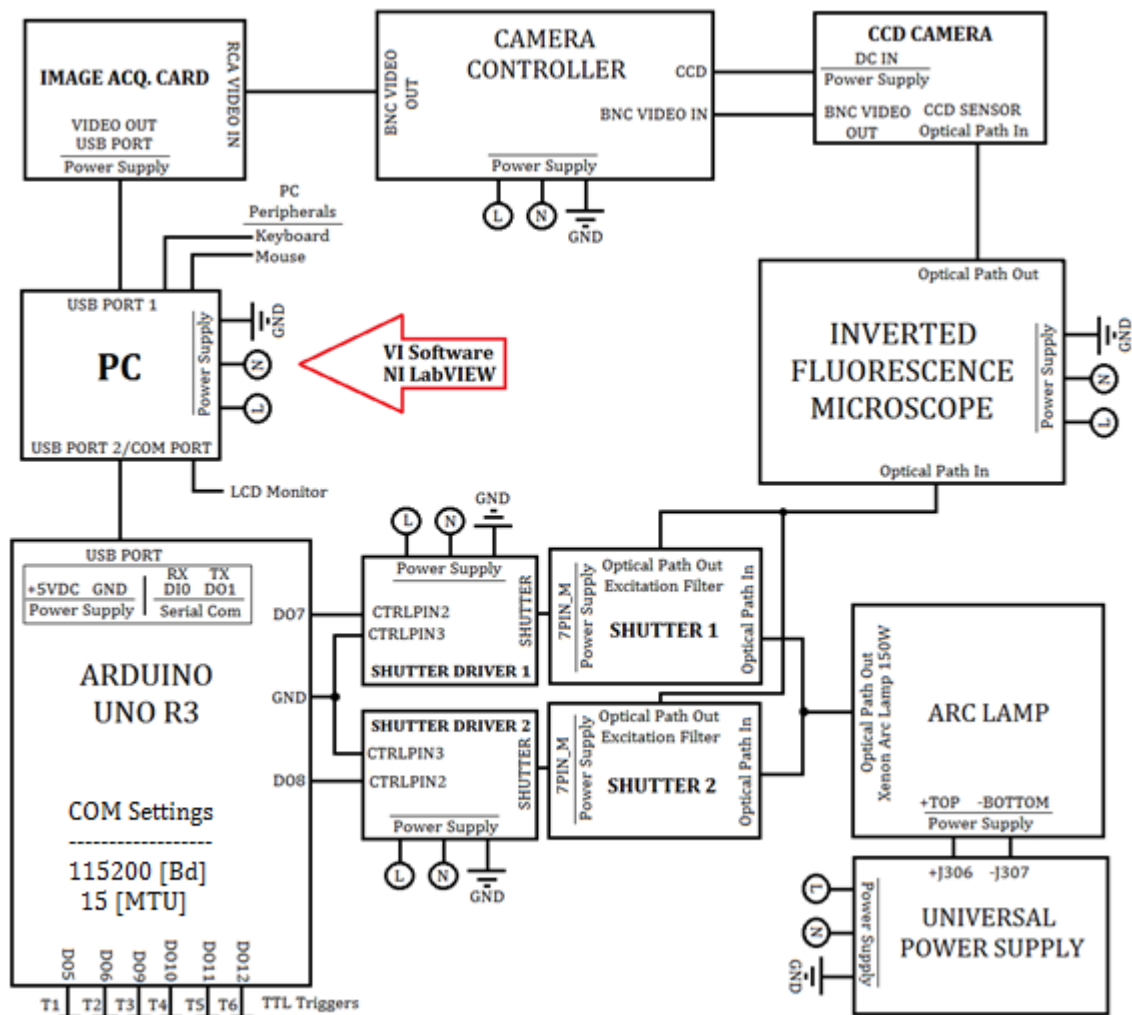 IMAGE ACQ. CARD
RCA VIDEO IN
VIDEO OUT
USB PORT
Power Supply
CAMERA
CONTROLLER
BNC VIDEO
OUT
CCD
BNC VIDEO IN
Power Supply
L
N
GND
CCD CAMERA
DC IN
Power Supply
BNC VIDEO
OUT
CCD SENSOR
Optical Path In
PC
Peripherals
Keyboard
Mouse
USB PORT 1
PC
Power Supply
GND
N
L
USB PORT 2/COM PORT
LCD Monitor
VI Software
NI LabVIEW
Optical Path Out
INVERTED
FLUORESCENCE
MICROSCOPE
Power Supply
GND
N
L
Optical Path In
USB PORT
+5VDC GND
Power Supply
RX TX
DI0 DO1
Serial Com
ARDUINO
UNO R3
DO7
GND
DO8
COM Settings
------------------
115200 [Bd]
15 [MTU]
DO5
DO6
DO9
DO10
DO11
DO12
T1 T2 T3 T4 T5 T6 TTL Triggers
L
N
GND
Power Supply
CTRLPIN2
CTRLPIN3
SHUTTER
SHUTTER DRIVER 1
SHUTTER DRIVER 2
CTRLPIN3
CTRLPIN2
SHUTTER
Power Supply
L
N
GND
Optical Path Out
Excitation Filter
7PIN_M
Power Supply
SHUTTER 1
Optical Path In
Optical Path Out
Excitation Filter
7PIN_M
Power Supply
SHUTTER 2
Optical Path In
Optical Path Out
Xenon Arc Lamp 150W
ARC LAMP
+TOP -BOTTOM
Power Supply
+J306 -J307
UNIVERSAL
POWER SUPPLY
Power Supply
L
N
GND